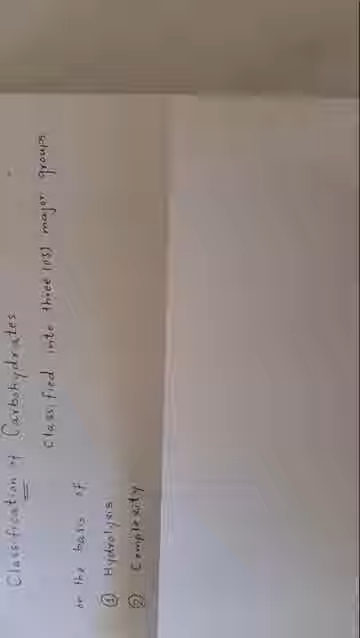 Classification of Carbohydrates
Classified into three (03) major groups
on the basis of
① Hydrolysis
② Complexity